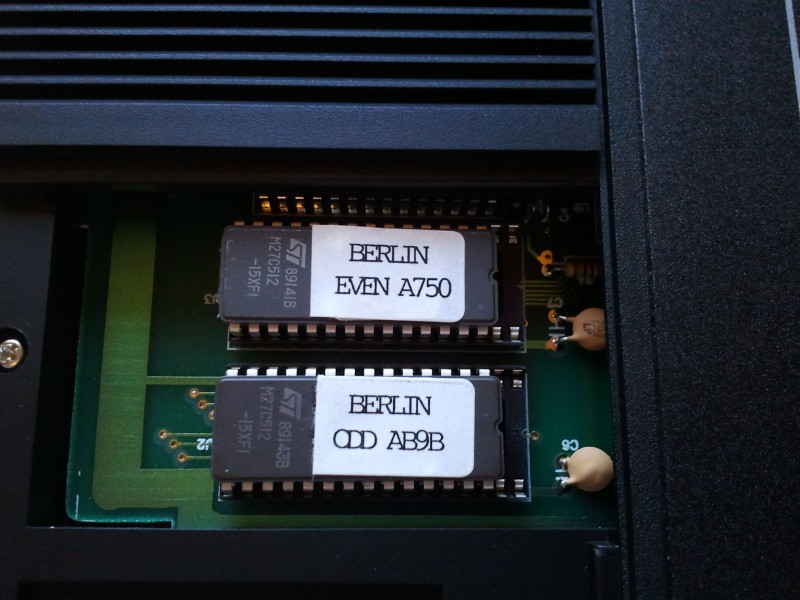 BERLIN
EVEN A750
ST 89141B
M27C512
-15XF1
BERLIN
ODD AB9B
ST 89143B
M27C512
-15XF1
C6